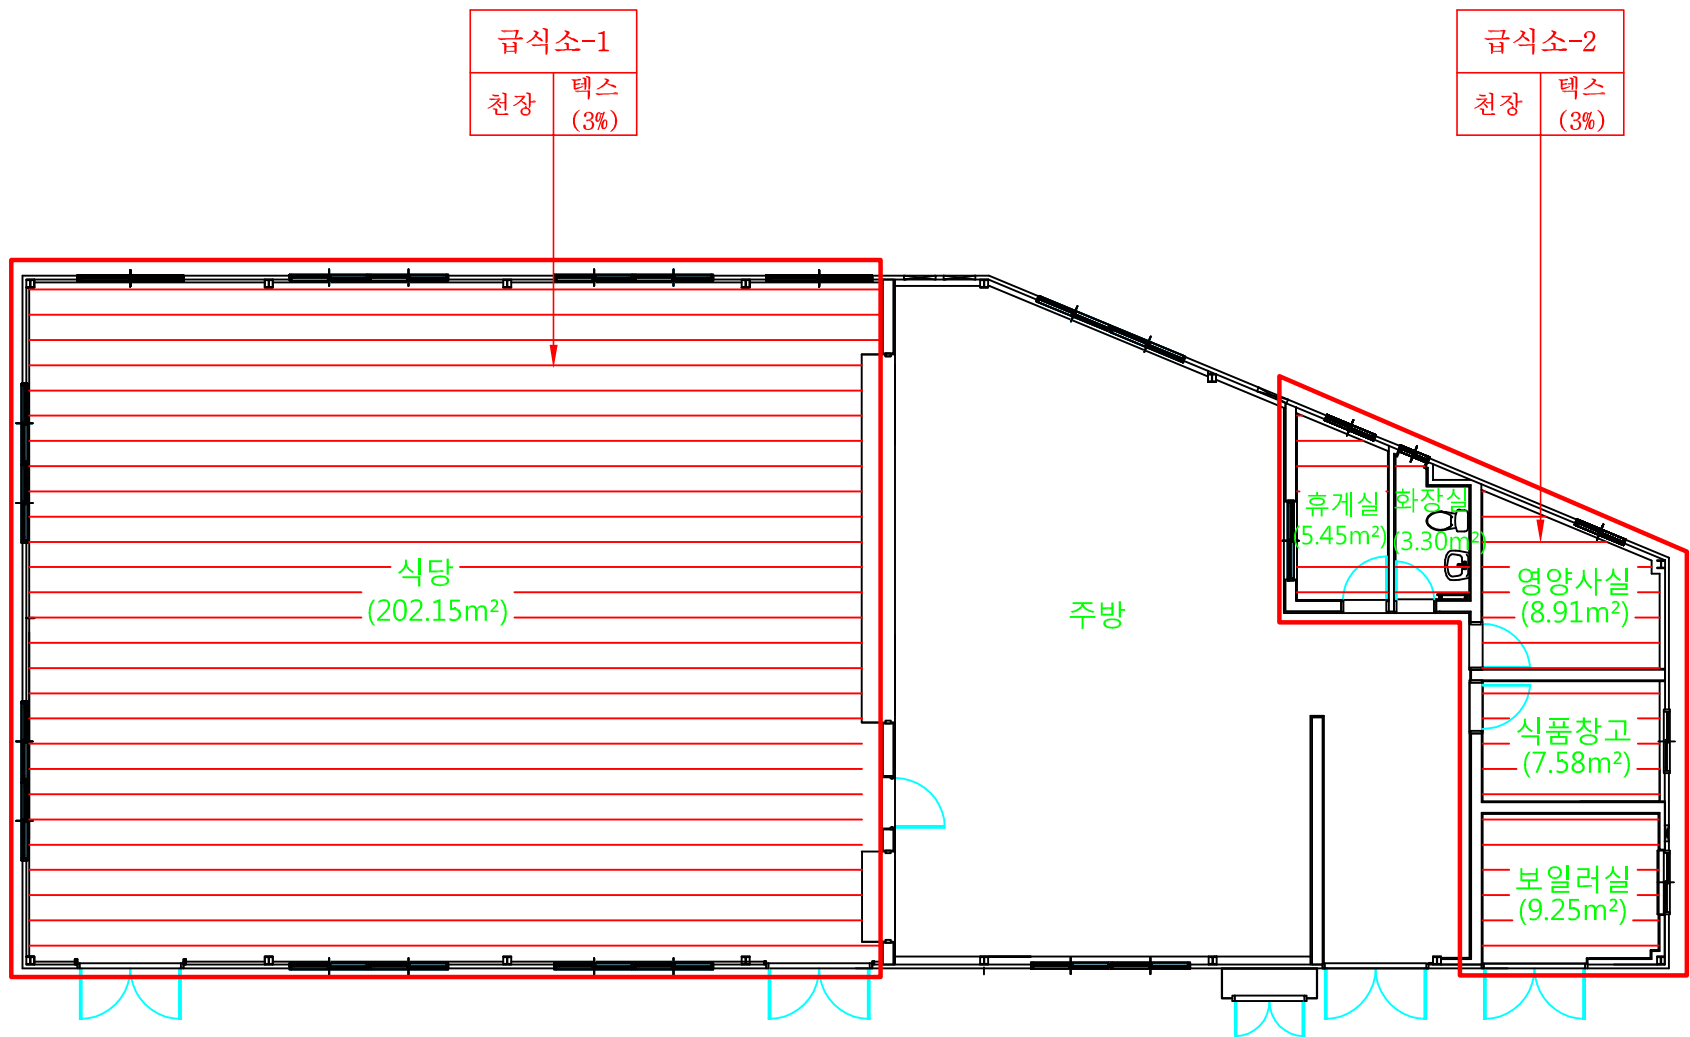 급식소-1
천장
텍스
(3%)
급식소-2
천장
텍스
(3%)
식당
(202.15m²)
주방
휴게실
(5.45m²)
화장실
(3.30m²)
영양사실
(8.91m²)
식품창고
(7.58m²)
보일러실
(9.25m²)